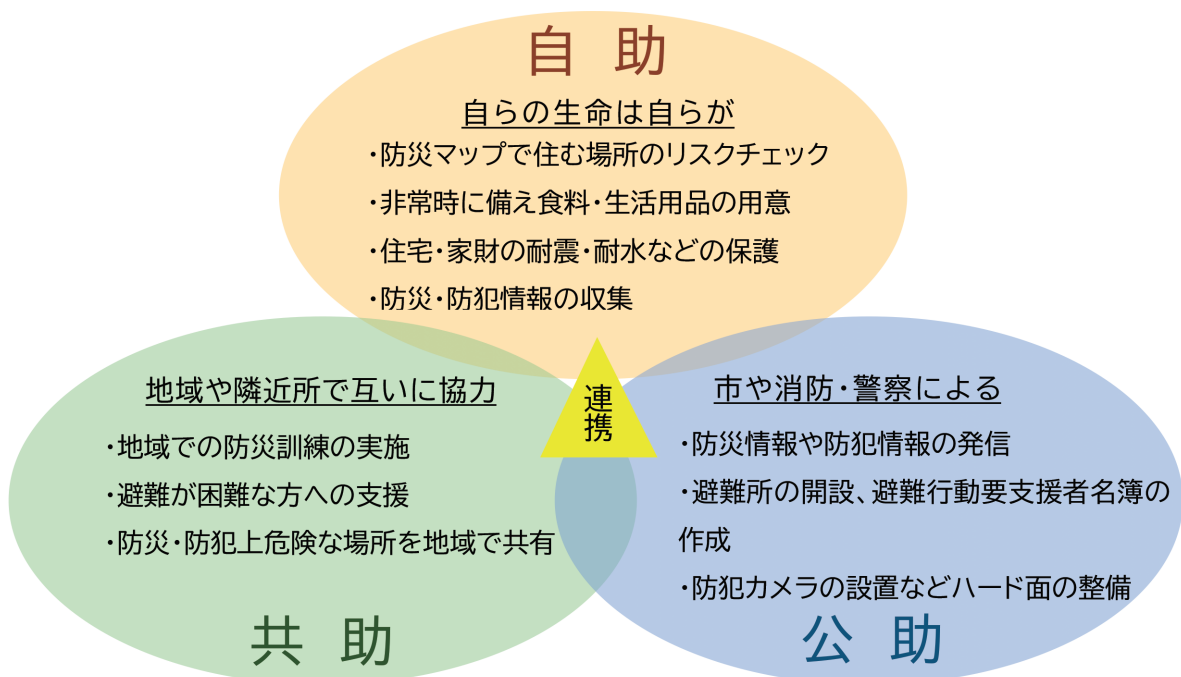 自 助
自らの生命は自らが
・防災マップで住む場所のリスクチェック
・非常時に備え食料・生活用品の用意
・住宅・家財の耐震・耐水などの保護
・防災・防犯情報の収集
連携
地域や隣近所で互いに協力
・地域での防災訓練の実施
・避難が困難な方への支援
・防災・防犯上危険な場所を地域で共有
共 助
市や消防・警察による
・防災情報や防犯情報の発信
・避難所の開設、避難行動要支援者名簿の
作成
・防犯カメラの設置などハード面の整備
公 助